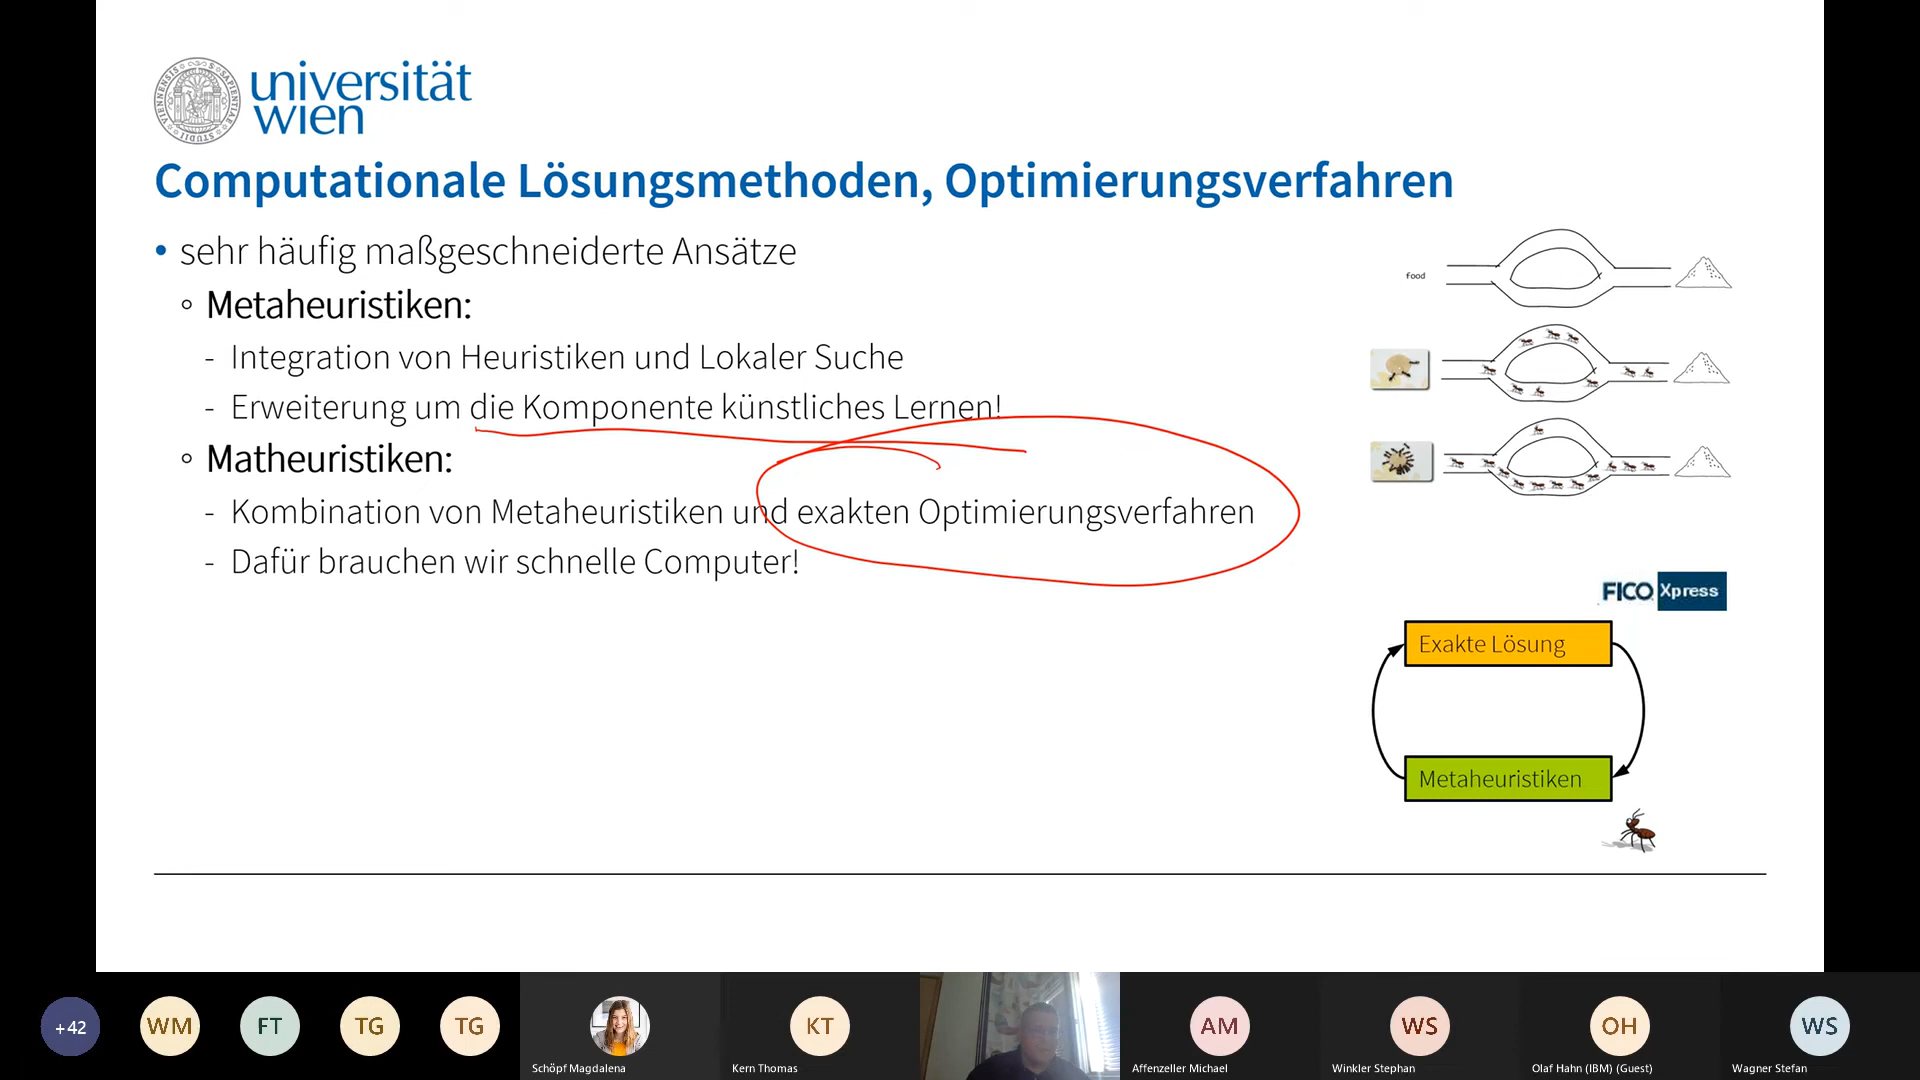 universität
wien
Computationale Lösungsmethoden, Optimierungsverfahren
• sehr häufig maßgeschneiderte Ansätze
◦ Metaheuristiken:
- Integration von Heuristiken und Lokaler Suche
- Erweiterung um die Komponente künstliches Lernen!
◦ Matheuristiken:
- Kombination von Metaheuristiken und exakten Optimierungsverfahren
- Dafür brauchen wir schnelle Computer!
food
FICO Xpress
Exakte Lösung
Metaheuristiken
+42
WM
FT
TG
TG
Schöpf Magdalena
KT
Kern Thomas
AM
Affenzeller Michael
WS
Winkler Stephan
OH
Olaf Hahn (IBM) (Guest)
WS
Wagner Stefan